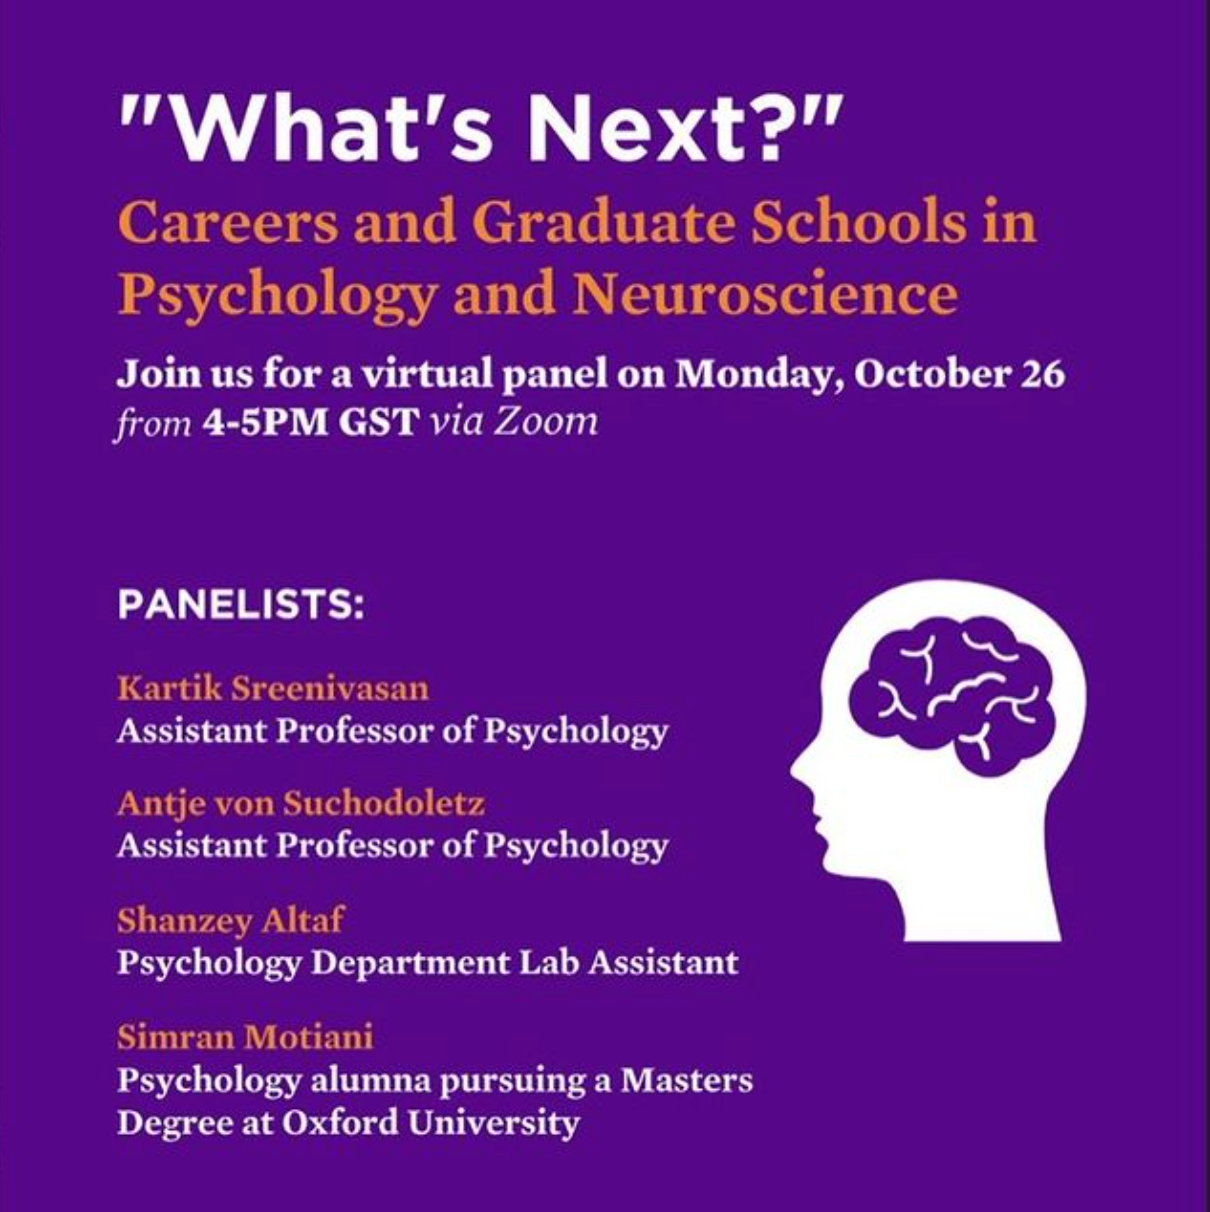 "What's Next?"
Careers and Graduate Schools in
Psychology and Neuroscience
Join us for a virtual panel on Monday, October 26
from 4-5PM GST via Zoom
PANELISTS:
Kartik Sreenivasan
Assistant Professor of Psychology
Antje von Suchodoletz
Assistant Professor of Psychology
Shanzey Altaf
Psychology Department Lab Assistant
Simran Motiani
Psychology alumna pursuing a Masters
Degree at Oxford University